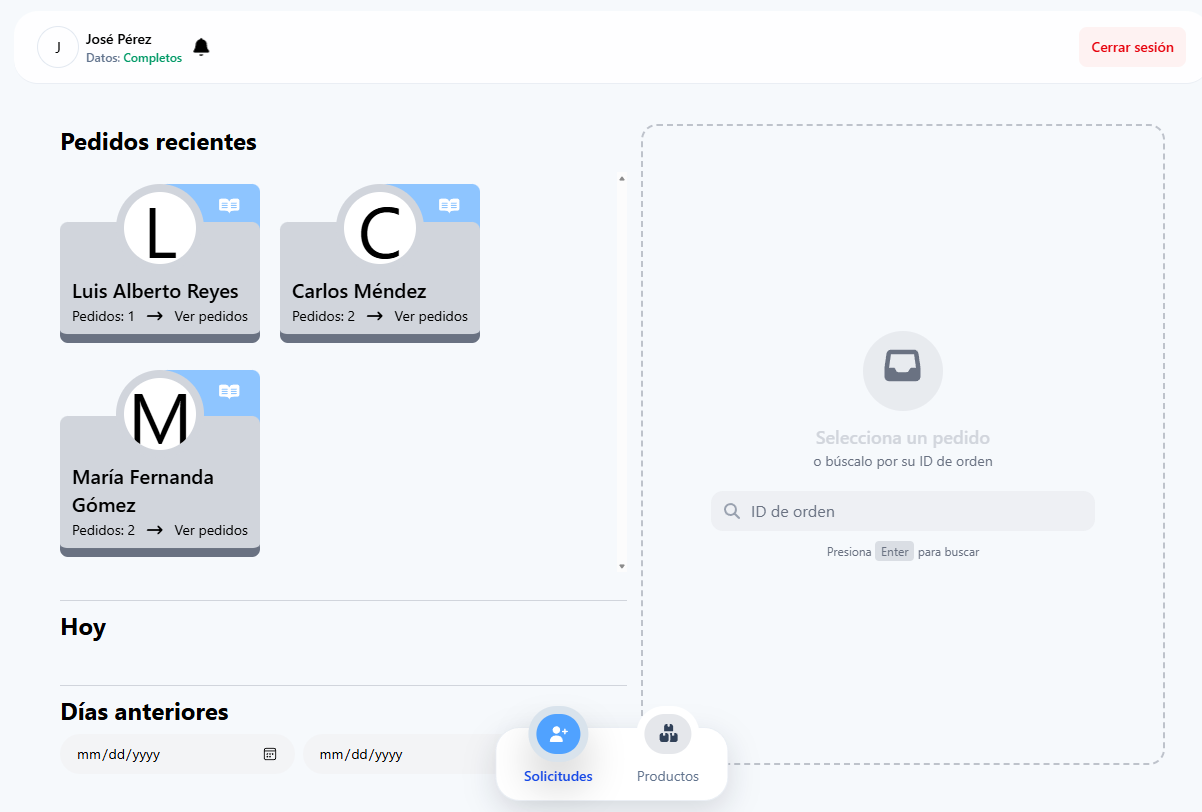 J
José Pérez
Datos: Completos
Cerrar sesión
Pedidos recientes
L
Luis Alberto Reyes
Pedidos: 1 → Ver pedidos
C
Carlos Méndez
Pedidos: 2 → Ver pedidos
M
María Fernanda
Gómez
Pedidos: 2 → Ver pedidos
Hoy
Días anteriores
mm/dd/yyyy
mm/dd/yyyy
Selecciona un pedido
o búscalo por su ID de orden
ID de orden
Presiona Enter para buscar
Solicitudes
Productos